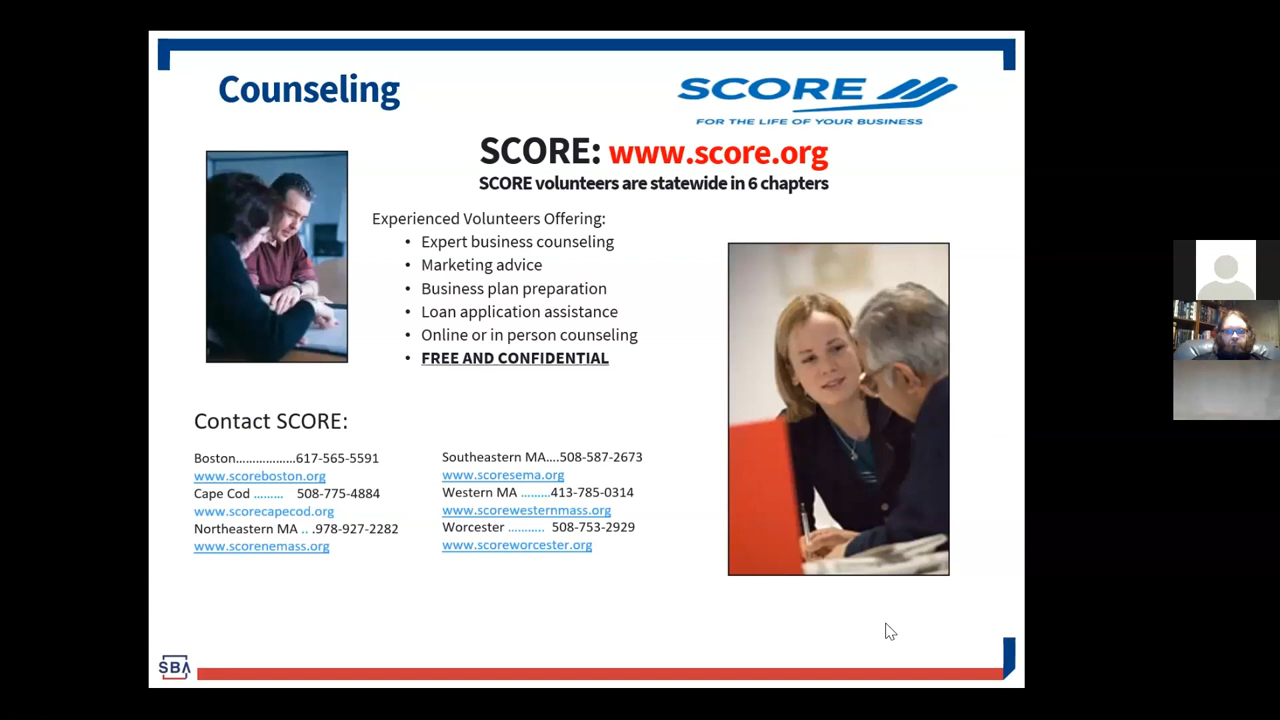 Counseling
SCORE
FOR THE LIFE OF YOUR BUSINESS
SCORE: www.score.org
SCORE volunteers are statewide in 6 chapters
Experienced Volunteers Offering:
• Expert business counseling
• Marketing advice
• Business plan preparation
• Loan application assistance
• Online or in person counseling
• FREE AND CONFIDENTIAL
Contact SCORE:
Boston..................617-565-5591
www.scoreboston.org
Cape Cod ......... 508-775-4884
www.scorecapecod.org
Northeastern MA .. .978-927-2282
www.scorenemass.org
Southeastern MA....508-587-2673
www.scoresema.org
Western MA .........413-785-0314
www.scorewesternmass.org
Worcester ........... 508-753-2929
www.scoreworcester.org
SBA